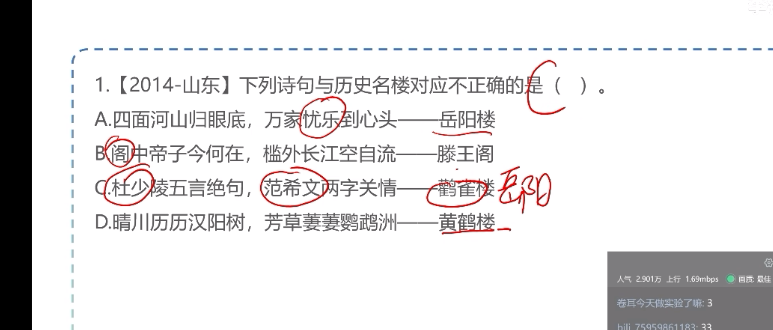 1.【2014-山东】下列诗句与历史名楼对应不正确的是（ ）。
A.四面河山归眼底，万家忧乐到心头——岳阳楼
B.阁中帝子今何在，槛外长江空自流——滕王阁
C.杜少陵五言绝句，范希文两字关情——鹳雀楼 岳阳
D.晴川历历汉阳树，芳草萋萋鹦鹉洲——黄鹤楼
人气 2.901万 上行 1.69mbps 画质: 最佳
卷耳今天做实验了嘛: 3
bili_75959861183: 33